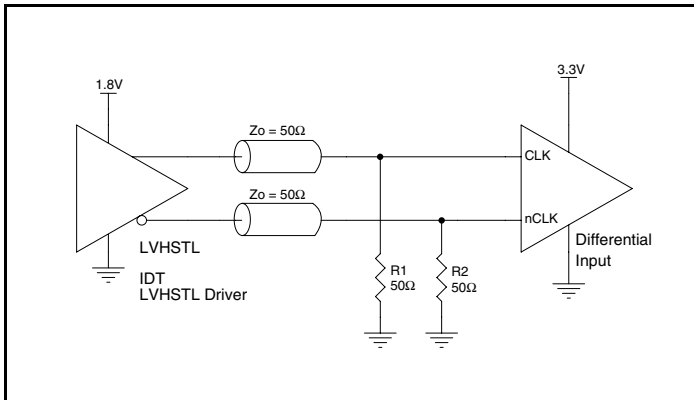 1.8V
3.3V
Zo = 50Ω
CLK
Zo = 50Ω
nCLK
LVHSTL
Differential
Input
IDT
LVHSTL Driver
R1
50Ω
R2
50Ω